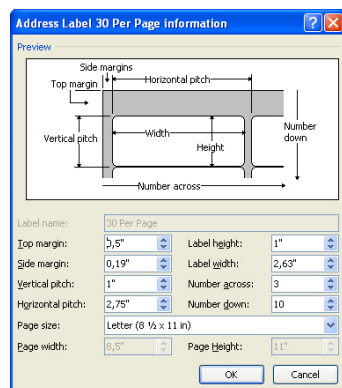 Address Label 30 Per Page information
Preview
Side margins
Top margin
Horizontal pitch
Vertical pitch
Width
Height
Number down
Number across
Label name: 30 Per Page
Top margin: 0,5" Label height: 1"
Side margin: 0,19" Label width: 2,63"
Vertical pitch: 1" Number across: 3
Horizontal pitch: 2,75" Number down: 10
Page size: Letter (8 ½ x 11 in)
Page width: 8,5" Page Height: 11"
OK Cancel